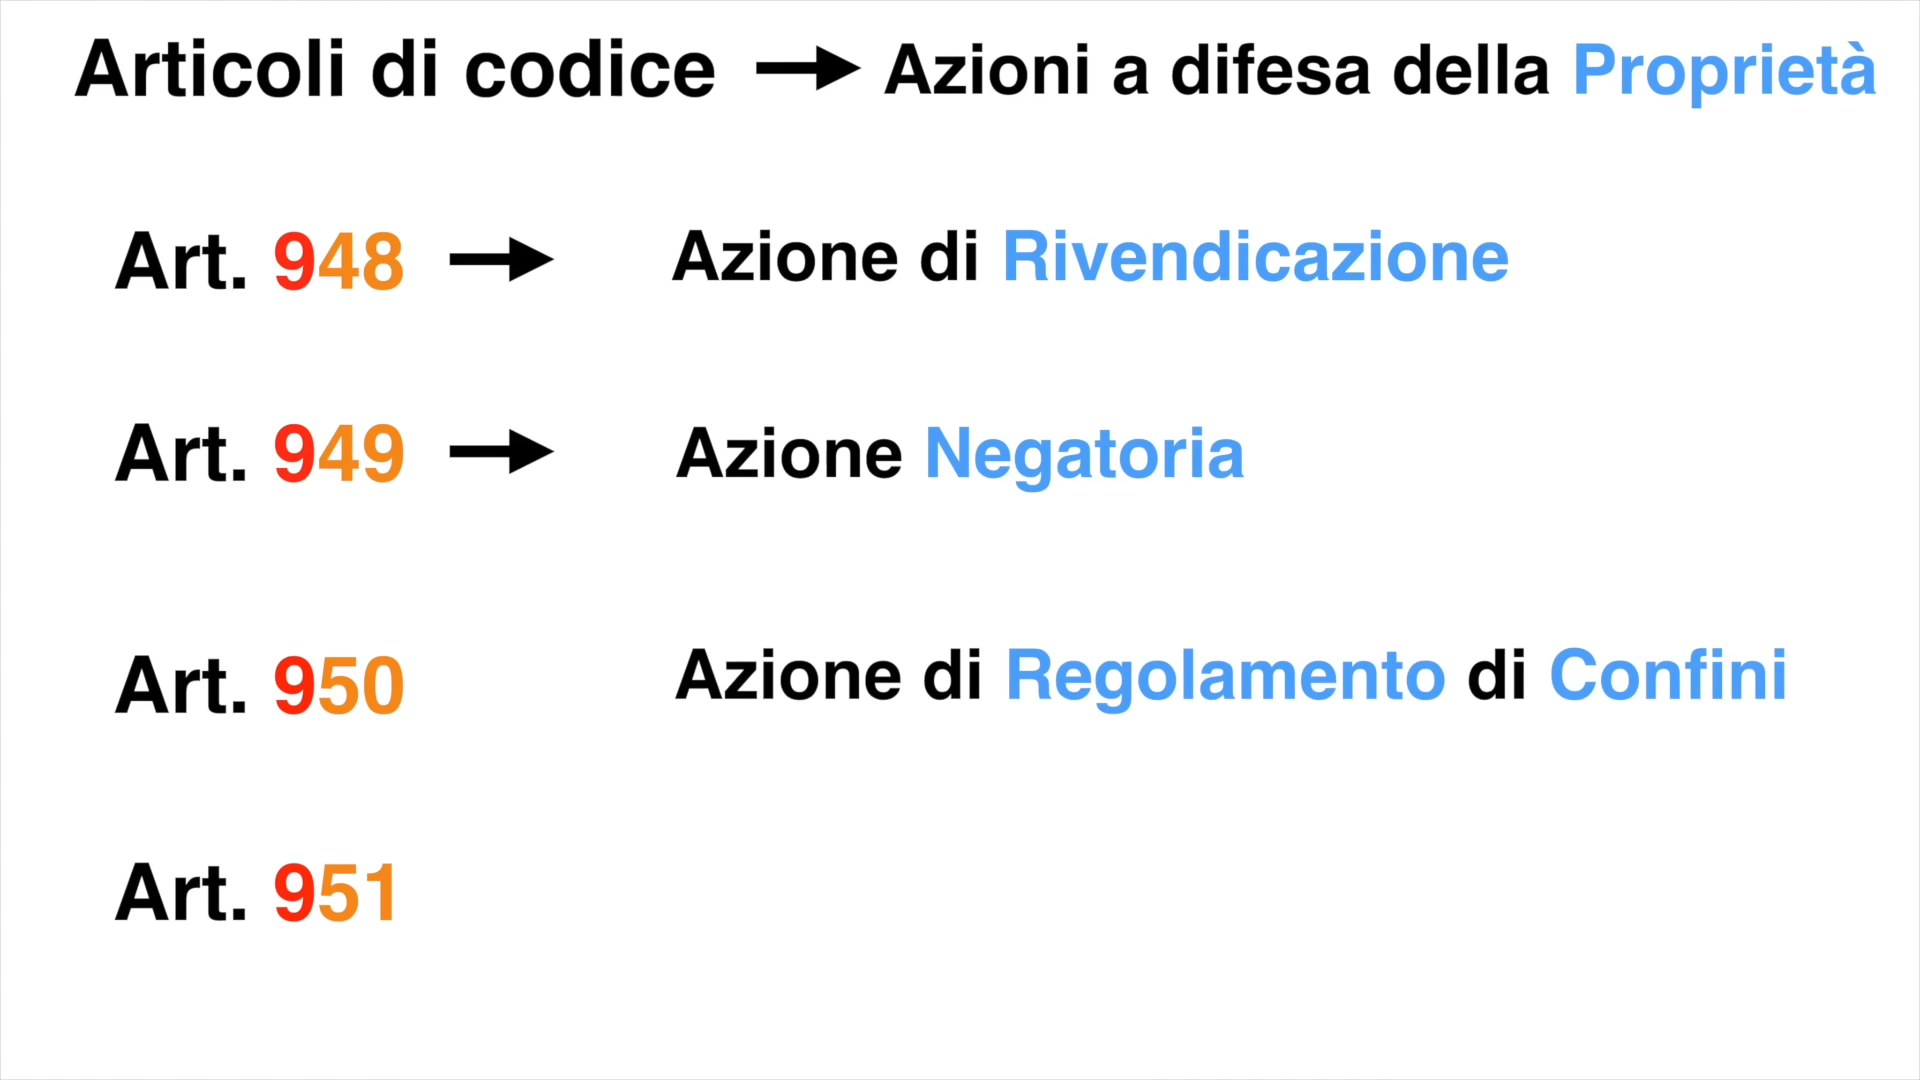 Articoli di codice → Azioni a difesa della Proprietà
Art. 948 → Azione di Rivendicazione
Art. 949 → Azione Negatoria
Art. 950 Azione di Regolamento di Confini
Art. 951